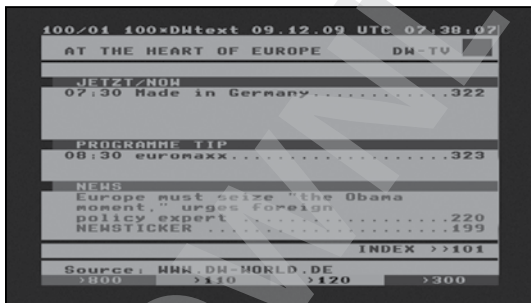 100/01 100*DWtext 09.12.09 UTC 07:38:07
AT THE HEART OF EUROPE DW-TV
JETZT/NOW
07:30 Made in Germany.............322
PROGRAMME TIP
08:30 euromaxx....................323
NEWS
Europe must seize "the Obama
moment," urges foreign
policy expert ....................220
NEWSTICKER .......................199
INDEX >>101
Source: WWW.DW-WORLD.DE
>800 >110 >120 >300